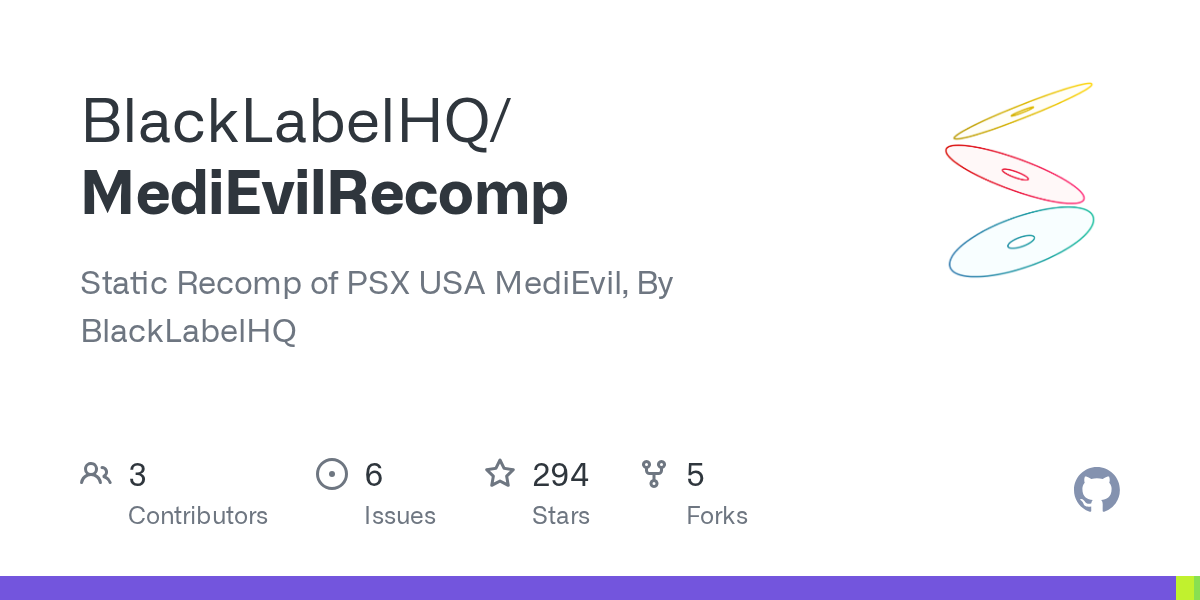 BlackLabelHQ/
MediEvilRecomp
Static Recomp of PSX USA MediEvil, By
BlackLabelHQ
3 6 294 5
Contributors Issues Stars Forks